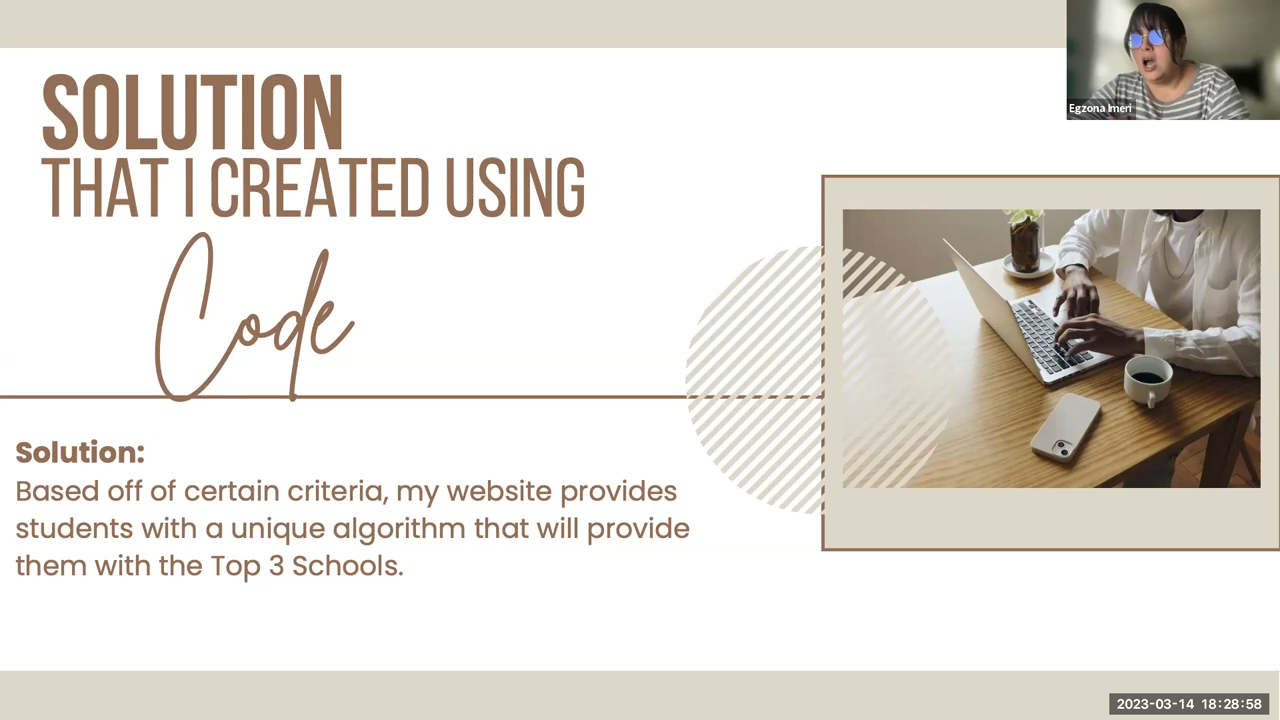 SOLUTION
THAT I CREATED USING
Code
Solution:
Based off of certain criteria, my website provides
students with a unique algorithm that will provide
them with the Top 3 Schools.
Egzona Imeri
2023-03-14 18:28:58